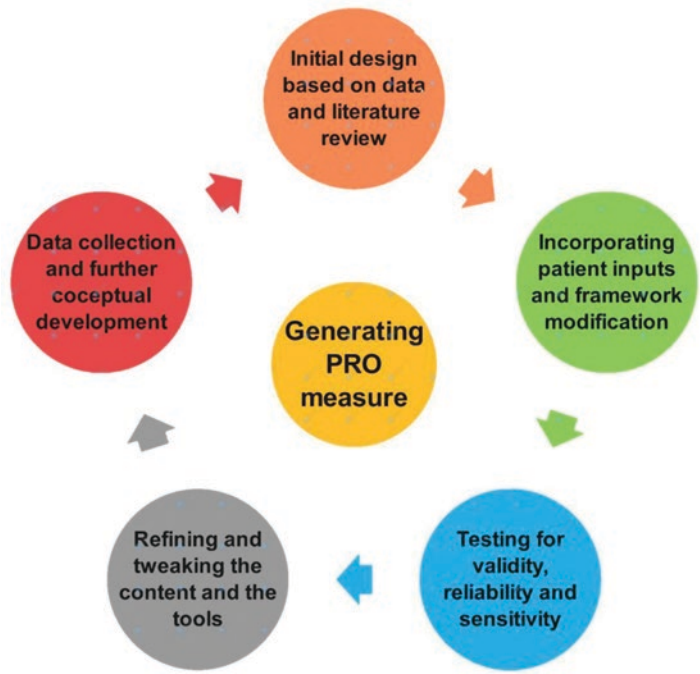 Initial design
based on data
and literature
review
Incorporating
patient inputs
and framework
modification
Testing for
validity,
reliability and
sensitivity
Refining and
tweaking the
content and the
tools
Data collection
and further
coceptual
development
Generating
PRO
measure